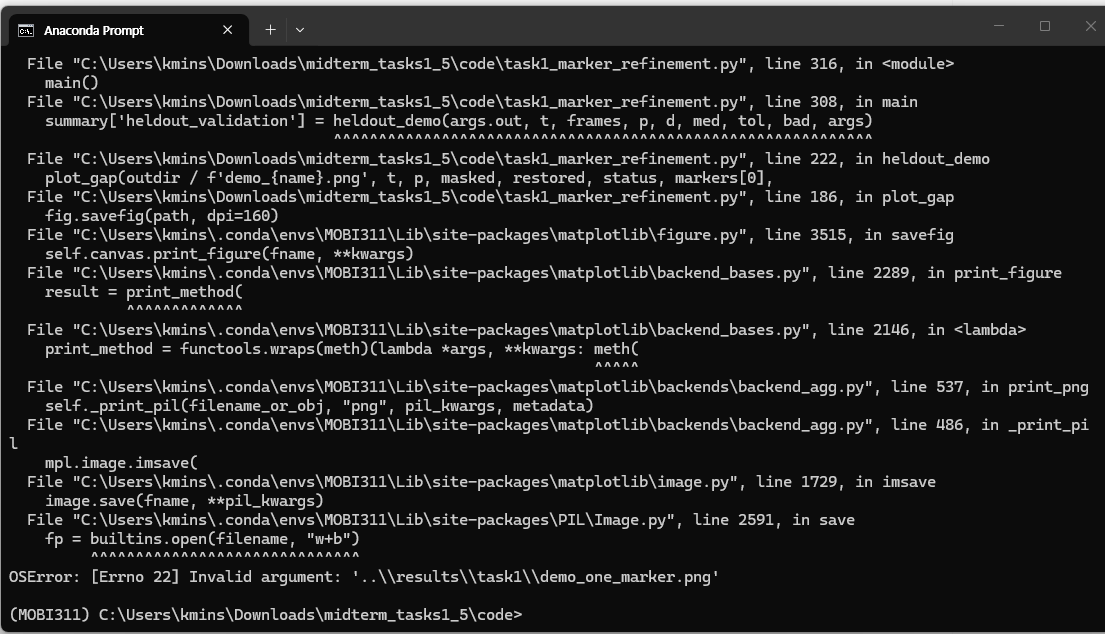 Anaconda Prompt
File "C:\Users\kmins\Downloads\midterm_tasks1_5\code\task1_marker_refinement.py", line 316, in <module>
main()
File "C:\Users\kmins\Downloads\midterm_tasks1_5\code\task1_marker_refinement.py", line 308, in main
summary['heldout_validation'] = heldout_demo(args.out, t, frames, p, d, med, tol, bad, args)
^^^^^^^^^^^^^^^^^^^^^^^^^^^^^^^^^^^^^^^^^^^^^^^^^^^^^^^^^^^^
File "C:\Users\kmins\Downloads\midterm_tasks1_5\code\task1_marker_refinement.py", line 222, in heldout_demo
plot_gap(outdir / f'demo_{name}.png', t, p, masked, restored, status, markers[0],
File "C:\Users\kmins\Downloads\midterm_tasks1_5\code\task1_marker_refinement.py", line 186, in plot_gap
fig.savefig(path, dpi=160)
File "C:\Users\kmins\.conda\envs\MOBI311\Lib\site-packages\matplotlib\figure.py", line 3515, in savefig
self.canvas.print_figure(fname, **kwargs)
File "C:\Users\kmins\.conda\envs\MOBI311\Lib\site-packages\matplotlib\backend_bases.py", line 2289, in print_figure
result = print_method(
^^^^^^^^^^^^^
File "C:\Users\kmins\.conda\envs\MOBI311\Lib\site-packages\matplotlib\backend_bases.py", line 2146, in <lambda>
print_method = functools.wraps(meth)(lambda *args, **kwargs: meth(
^^^^^
File "C:\Users\kmins\.conda\envs\MOBI311\Lib\site-packages\matplotlib\backends\backend_agg.py", line 537, in print_png
self._print_pil(filename_or_obj, "png", pil_kwargs, metadata)
File "C:\Users\kmins\.conda\envs\MOBI311\Lib\site-packages\matplotlib\backends\backend_agg.py", line 486, in _print_pi
l
mpl.image.imsave(
File "C:\Users\kmins\.conda\envs\MOBI311\Lib\site-packages\matplotlib\image.py", line 1729, in imsave
image.save(fname, **pil_kwargs)
File "C:\Users\kmins\.conda\envs\MOBI311\Lib\site-packages\PIL\Image.py", line 2591, in save
fp = builtins.open(filename, "w+b")
^^^^^^^^^^^^^^^^^^^^^^^^^^^^^^
OSError: [Errno 22] Invalid argument: '..\\results\\task1\\demo_one_marker.png'
(MOBI311) C:\Users\kmins\Downloads\midterm_tasks1_5\code>